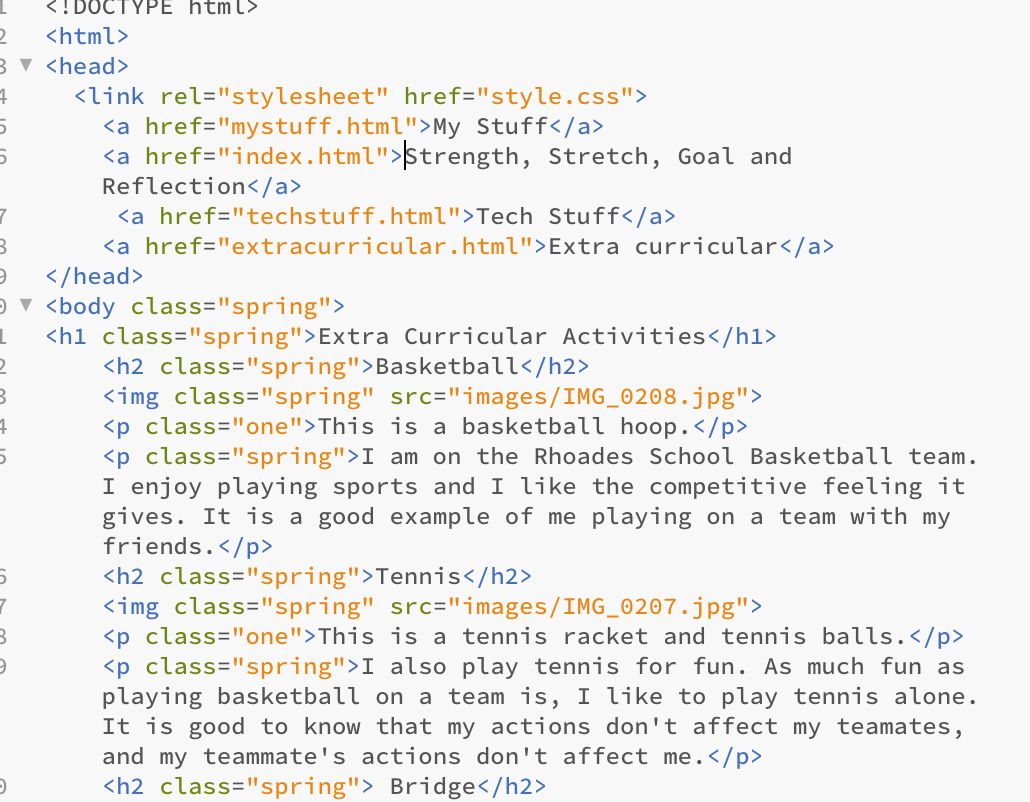 1 <!DOCTYPE html>
2 <html>
3 ▼ <head>
4 <link rel="stylesheet" href="style.css">
5 <a href="mystuff.html">My Stuff</a>
6 <a href="index.html">Strength, Stretch, Goal and
Reflection</a>
7 <a href="techstuff.html">Tech Stuff</a>
8 <a href="extracurricular.html">Extra curricular</a>
9 </head>
0 ▼ <body class="spring">
1 <h1 class="spring">Extra Curricular Activities</h1>
2 <h2 class="spring">Basketball</h2>
3 <img class="spring" src="images/IMG_0208.jpg">
4 <p class="one">This is a basketball hoop.</p>
5 <p class="spring">I am on the Rhoades School Basketball team.
I enjoy playing sports and I like the competitive feeling it
gives. It is a good example of me playing on a team with my
friends.</p>
6 <h2 class="spring">Tennis</h2>
7 <img class="spring" src="images/IMG_0207.jpg">
8 <p class="one">This is a tennis racket and tennis balls.</p>
9 <p class="spring">I also play tennis for fun. As much fun as
playing basketball on a team is, I like to play tennis alone.
It is good to know that my actions don't affect my teamates,
and my teammate's actions don't affect me.</p>
0 <h2 class="spring"> Bridge</h2>